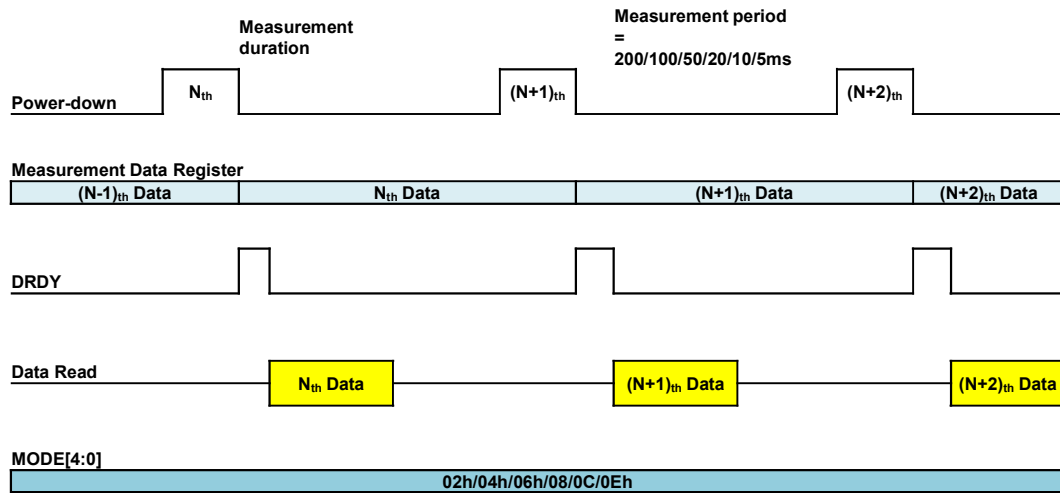 Measurement
duration
Measurement period
=
200/100/50/20/10/5ms
Power-down
Nth
(N+1)th
(N+2)th
Measurement Data Register
(N-1)th Data
Nth Data
(N+1)th Data
(N+2)th Data
DRDY
Data Read
Nth Data
(N+1)th Data
(N+2)th Data
MODE[4:0]
02h/04h/06h/08/0C/0Eh